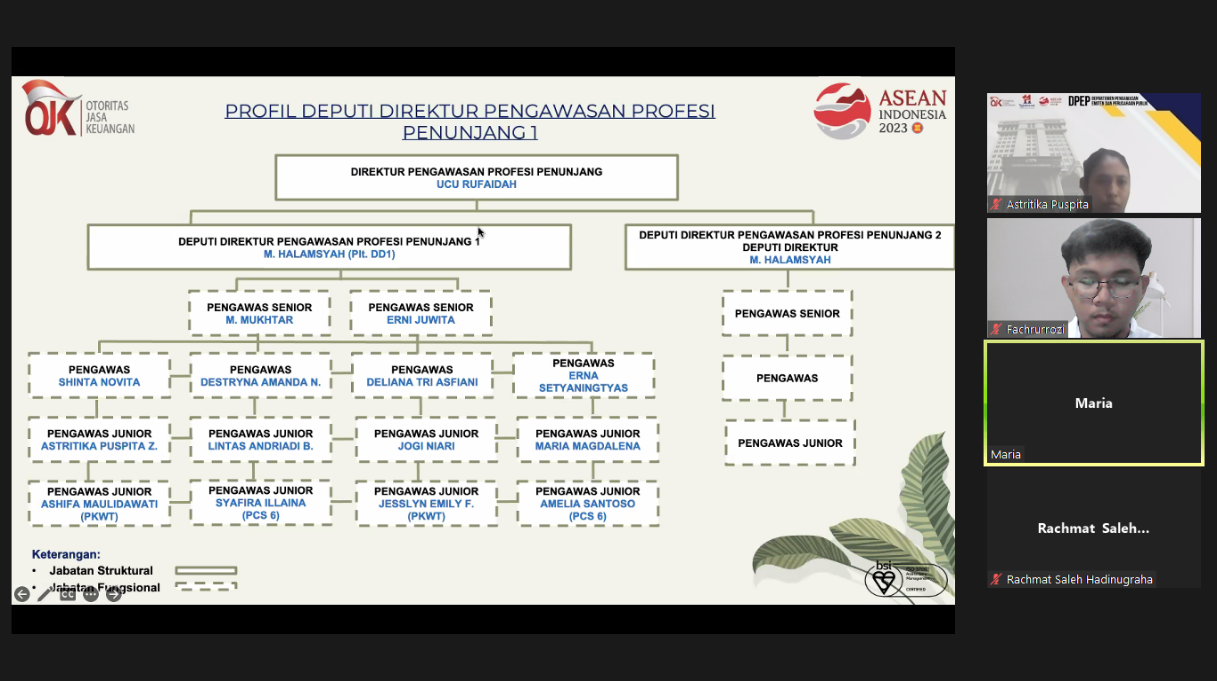 OJK
OTORITAS
JASA
KEUANGAN
PROFIL DEPUTI DIREKTUR PENGAWASAN PROFESI
PENUNJANG 1
ASEAN
INDONESIA
2023
DIREKTUR PENGAWASAN PROFESI PENUNJANG
UCU RUFAIDAH
DEPUTI DIREKTUR PENGAWASAN PROFESI PENUNJANG 1
M. HALAMSYAH (Plt. DD1)
DEPUTI DIREKTUR PENGAWASAN PROFESI PENUNJANG 2
DEPUTI DIREKTUR
M. HALAMSYAH
PENGAWAS SENIOR
M. MUKHTAR
PENGAWAS SENIOR
ERNI JUWITA
PENGAWAS SENIOR
PENGAWAS
SHINTA NOVITA
PENGAWAS
DESTRYNA AMANDA N.
PENGAWAS
DELIANA TRI ASFIANI
PENGAWAS
ERNA
SETYANINGTYAS
PENGAWAS
PENGAWAS JUNIOR
ASTRITIKA PUSPITA Z.
PENGAWAS JUNIOR
LINTAS ANDRIADI B.
PENGAWAS JUNIOR
JOGI NIARI
PENGAWAS JUNIOR
MARIA MAGDALENA
PENGAWAS JUNIOR
PENGAWAS JUNIOR
ASHIFA MAULIDAWATI
(PKWT)
PENGAWAS JUNIOR
SYAFIRA ILLAINA
(PCS 6)
PENGAWAS JUNIOR
JESSLYN EMILY F.
(PKWT)
PENGAWAS JUNIOR
AMELIA SANTOSO
(PCS 6)
Keterangan:
• Jabatan Struktural
• Jabatan Fungsional
CC
bsi
CERTIFIED
OJK
DPEP
Astritika Puspita
Fachrurrozi
Maria
Maria
Rachmat Saleh...
Rachmat Saleh Hadinugraha